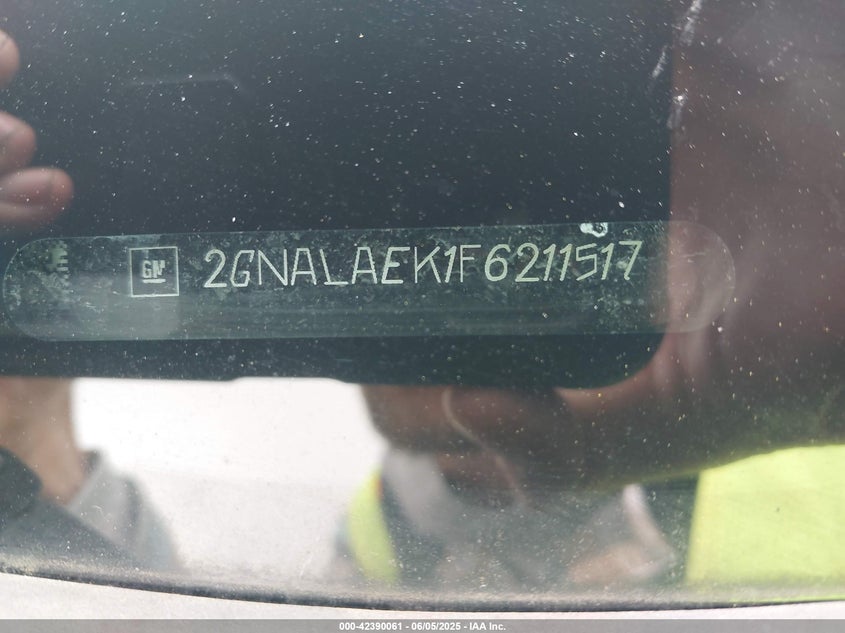 GM 2GNALAEK1F6211517
000-42390061 - 06/05/2025 - IAA Inc.